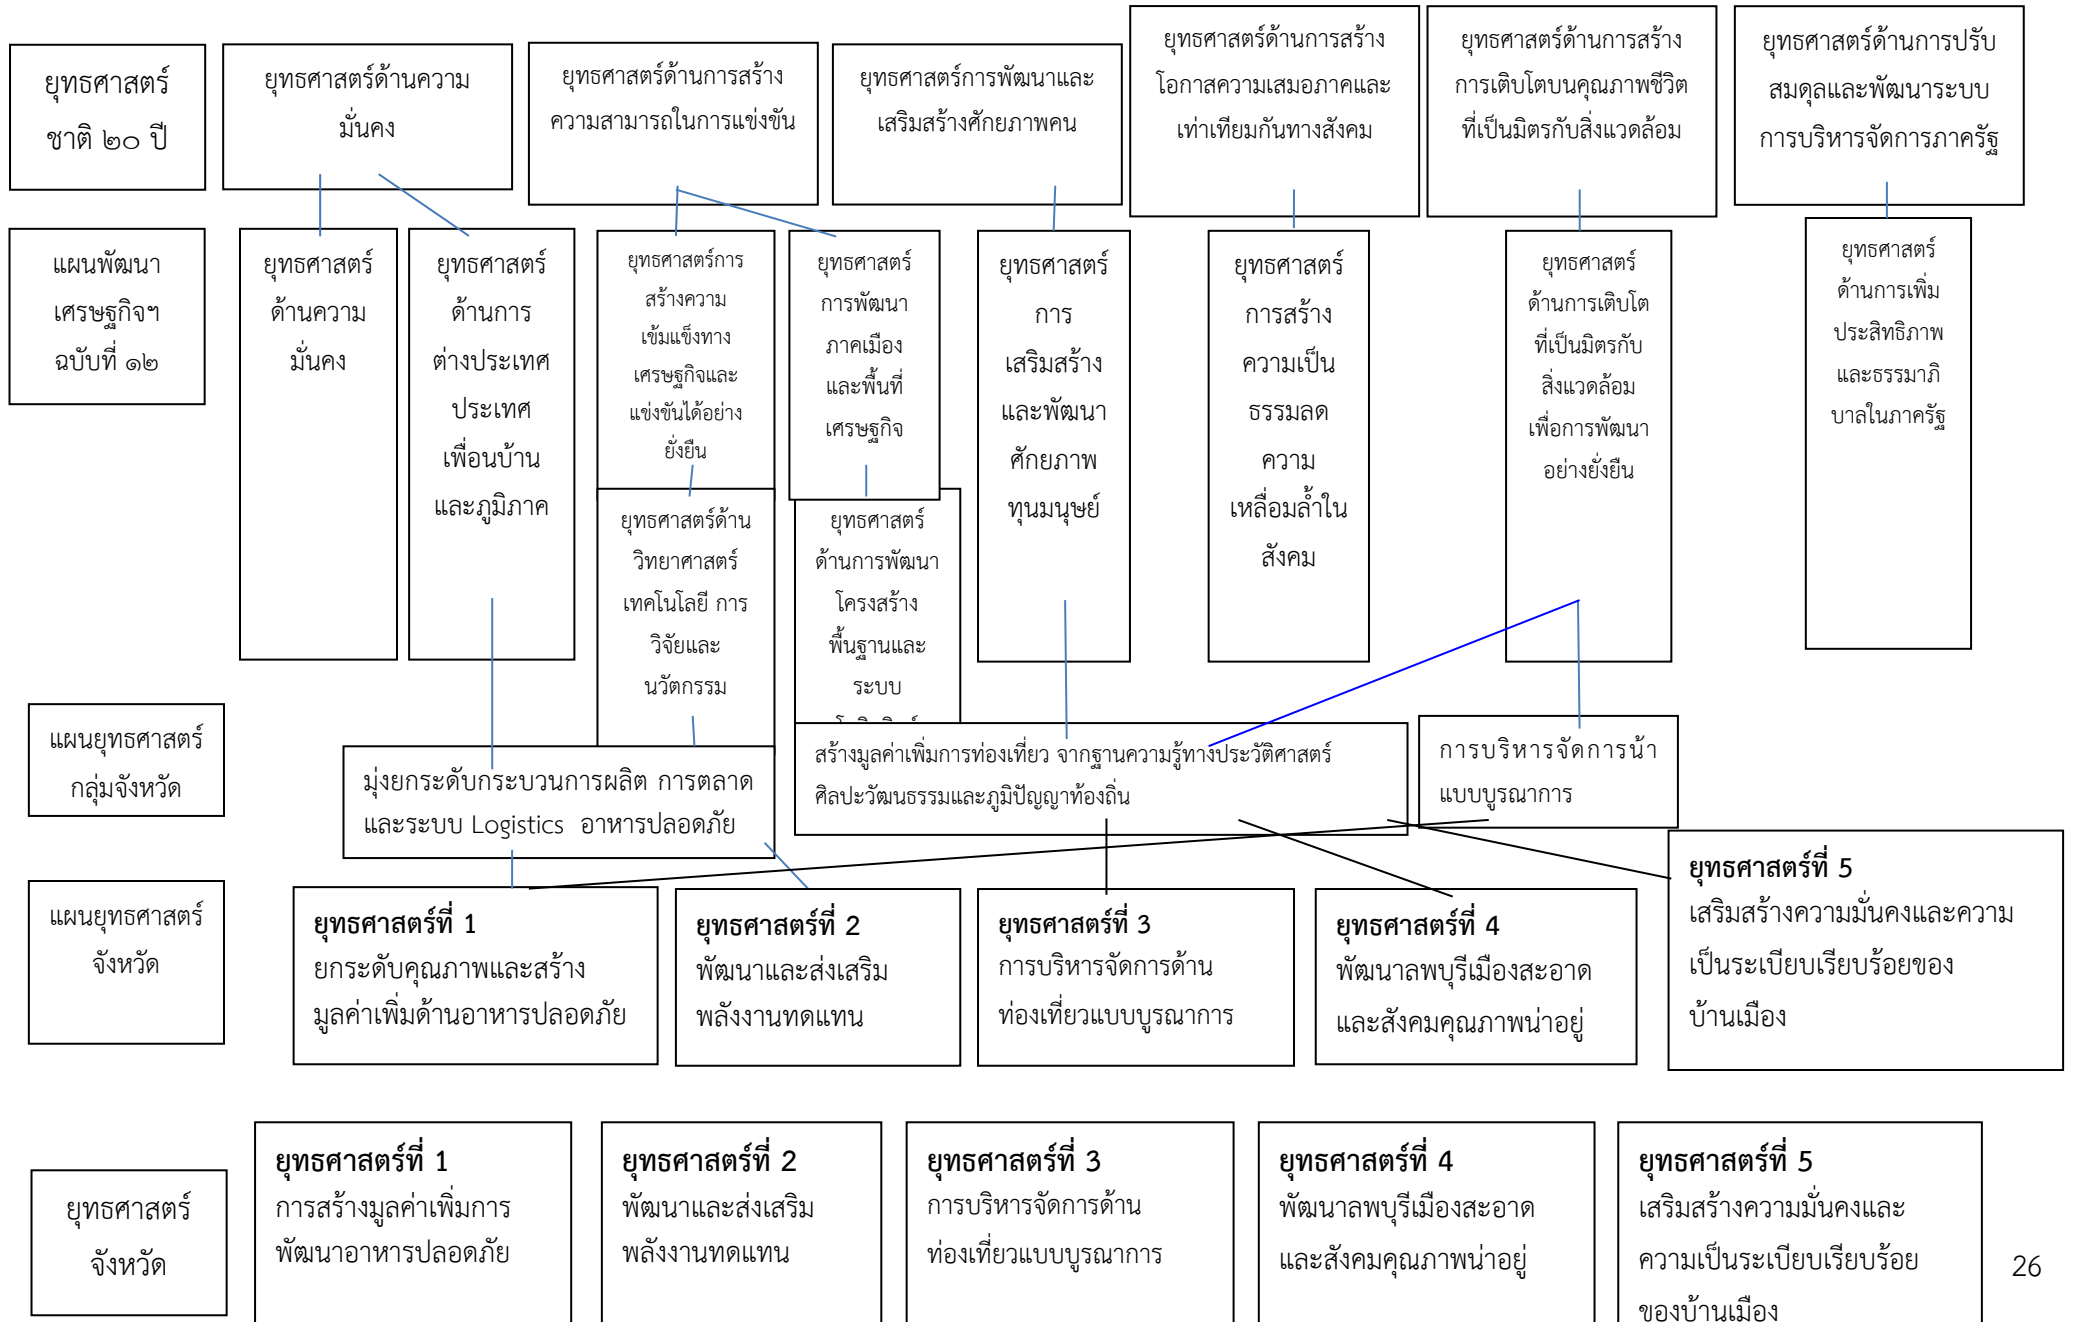 ยุทธศาสตร์
ชาติ ๒๐ ปี
ยุทธศาสตร์ด้านความ
มั่นคง
ยุทธศาสตร์ด้านการสร้าง
ความสามารถในการแข่งขัน
ยุทธศาสตร์การพัฒนาและ
เสริมสร้างศักยภาพคน
ยุทธศาสตร์ด้านการสร้าง
โอกาสความเสมอภาคและ
เท่าเทียมกันทางสังคม
ยุทธศาสตร์ด้านการสร้าง
การเติบโตบนคุณภาพชีวิต
ที่เป็นมิตรกับสิ่งแวดล้อม
ยุทธศาสตร์ด้านการปรับ
สมดุลและพัฒนาระบบ
การบริหารจัดการภาครัฐ
แผนพัฒนา
เศรษฐกิจฯ
ฉบับที่ ๑๒
ยุทธศาสตร์
ด้านความ
มั่นคง
ยุทธศาสตร์
ด้านการ
ต่างประเทศ
ประเทศ
เพื่อนบ้าน
และภูมิภาค
ยุทธศาสตร์การ
สร้างความ
เข้มแข็งทาง
เศรษฐกิจและ
แข่งขันได้อย่าง
ยั่งยืน
ยุทธศาสตร์
การพัฒนา
ภาคเมือง
และพื้นที่
เศรษฐกิจ
ยุทธศาสตร์
การ
เสริมสร้าง
และพัฒนา
ศักยภาพ
ทุนมนุษย์
ยุทธศาสตร์
การสร้าง
ความเป็น
ธรรมลด
ความ
เหลื่อมล้ำใน
สังคม
ยุทธศาสตร์
ด้านการเติบโต
ที่เป็นมิตรกับ
สิ่งแวดล้อม
เพื่อการพัฒนา
อย่างยั่งยืน
ยุทธศาสตร์
ด้านการเพิ่ม
ประสิทธิภาพ
และธรรมาภิ
บาลในภาครัฐ
ยุทธศาสตร์ด้าน
วิทยาศาสตร์
เทคโนโลยี การ
วิจัยและ
นวัตกรรม
ยุทธศาสตร์
ด้านการพัฒนา
โครงสร้าง
พื้นฐานและ
ระบบ
แผนยุทธศาสตร์
กลุ่มจังหวัด
มุ่งยกระดับกระบวนการผลิต การตลาด
และระบบ Logistics อาหารปลอดภัย
สร้างมูลค่าเพิ่มการท่องเที่ยว จากฐานความรู้ทางประวัติศาสตร์
ศิลปะวัฒนธรรมและภูมิปัญญาท้องถิ่น
การบริหารจัดการน้ำ
แบบบูรณาการ
แผนยุทธศาสตร์
จังหวัด
ยุทธศาสตร์ที่ 1
ยกระดับคุณภาพและสร้าง
มูลค่าเพิ่มด้านอาหารปลอดภัย
ยุทธศาสตร์ที่ 2
พัฒนาและส่งเสริม
พลังงานทดแทน
ยุทธศาสตร์ที่ 3
การบริหารจัดการด้าน
ท่องเที่ยวแบบบูรณาการ
ยุทธศาสตร์ที่ 4
พัฒนาลพบุรีเมืองสะอาด
และสังคมคุณภาพน่าอยู่
ยุทธศาสตร์ที่ 5
เสริมสร้างความมั่นคงและความ
เป็นระเบียบเรียบร้อยของ
บ้านเมือง
ยุทธศาสตร์
จังหวัด
ยุทธศาสตร์ที่ 1
การสร้างมูลค่าเพิ่มการ
พัฒนาอาหารปลอดภัย
ยุทธศาสตร์ที่ 2
พัฒนาและส่งเสริม
พลังงานทดแทน
ยุทธศาสตร์ที่ 3
การบริหารจัดการด้าน
ท่องเที่ยวแบบบูรณาการ
ยุทธศาสตร์ที่ 4
พัฒนาลพบุรีเมืองสะอาด
และสังคมคุณภาพน่าอยู่
ยุทธศาสตร์ที่ 5
เสริมสร้างความมั่นคงและ
ความเป็นระเบียบเรียบร้อย
ของบ้านเมือง
26